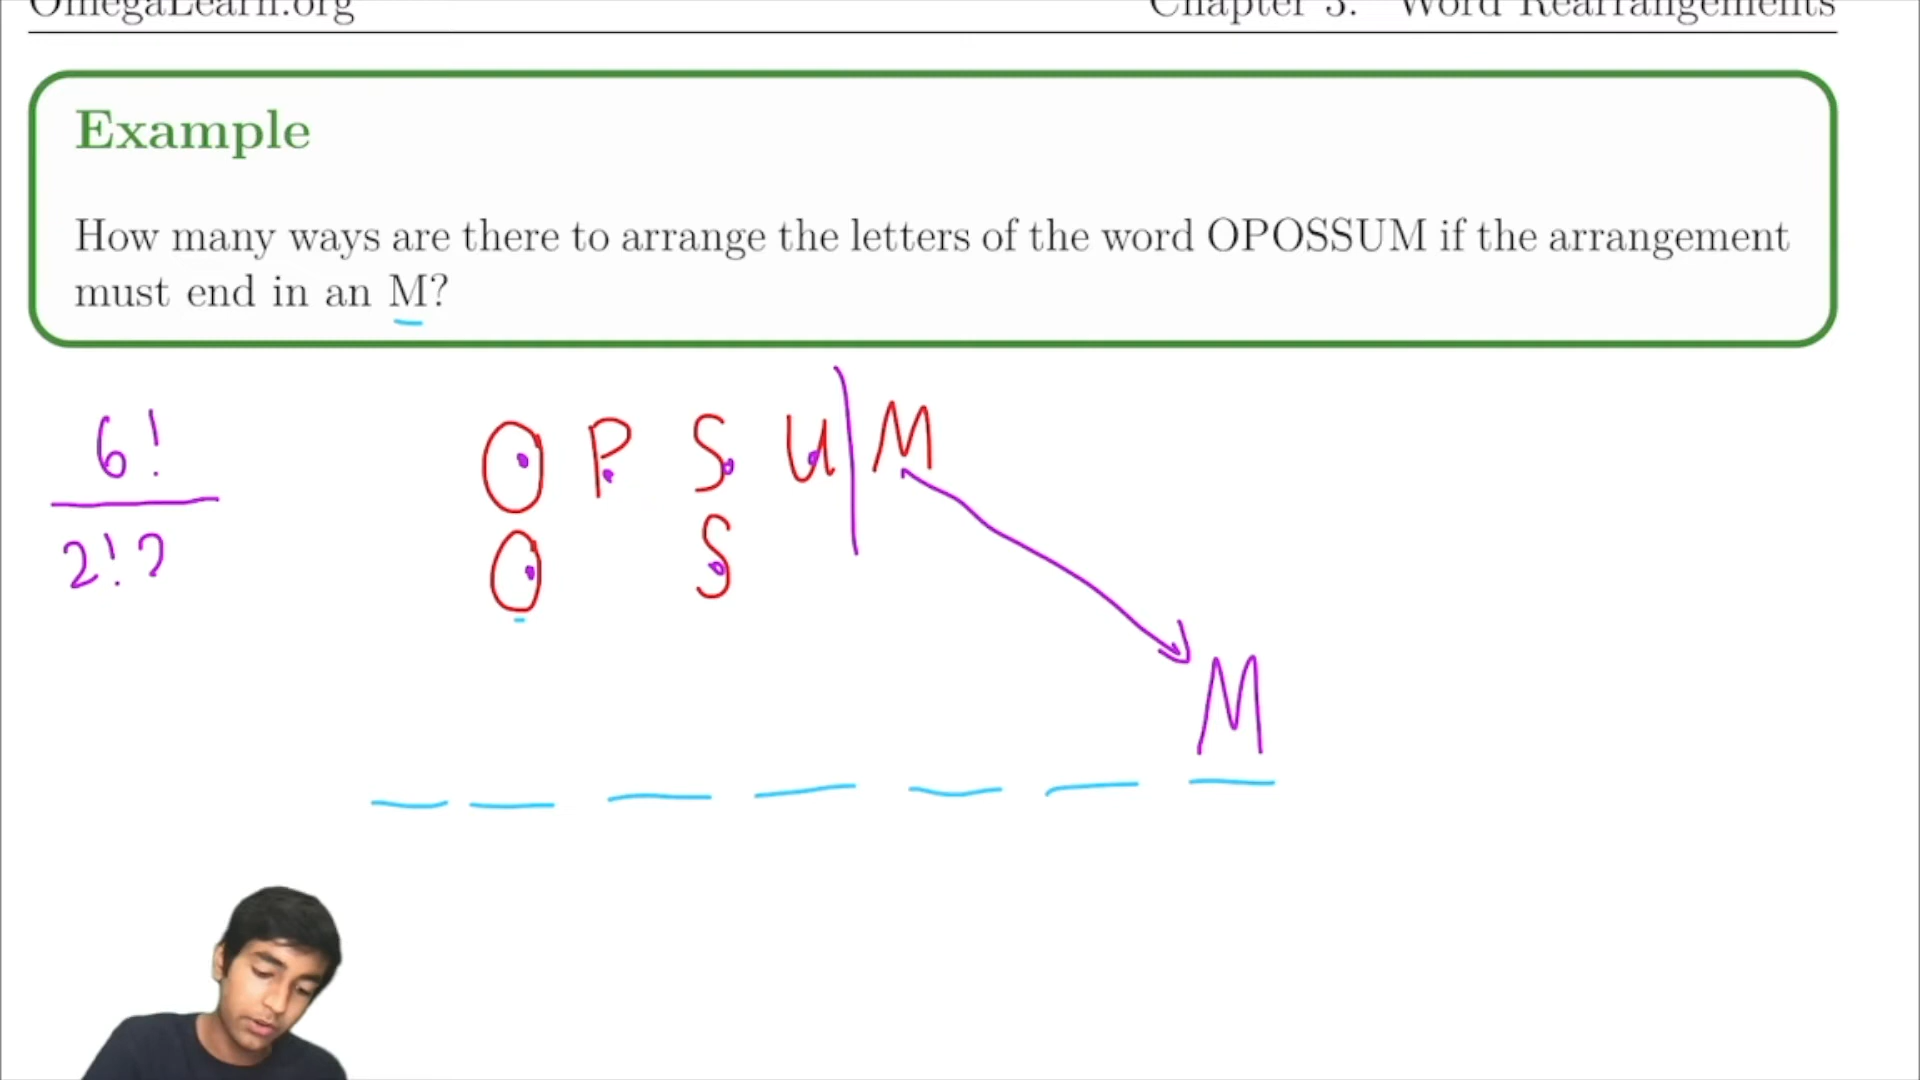 OmegaLearn.org Chapter 3. Word Rearrangements
Example
How many ways are there to arrange the letters of the word OPOSSUM if the arrangement
must end in an M?
6!
2!2
O P S U M
O S
M